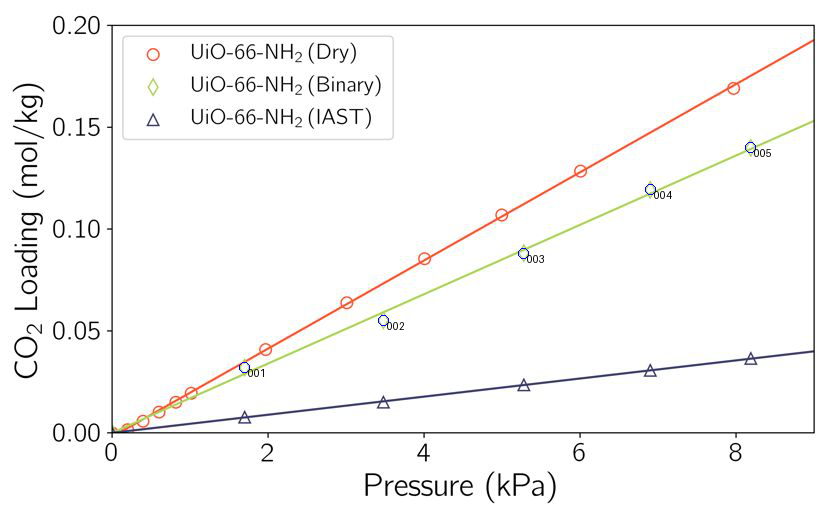 0.20
0.15
0.10
0.05
0.00
CO2 Loading (mol/kg)
UiO-66-NH2 (Dry)
UiO-66-NH2 (Binary)
UiO-66-NH2 (IAST)
001
002
003
004
005
0 2 4 6 8
Pressure (kPa)